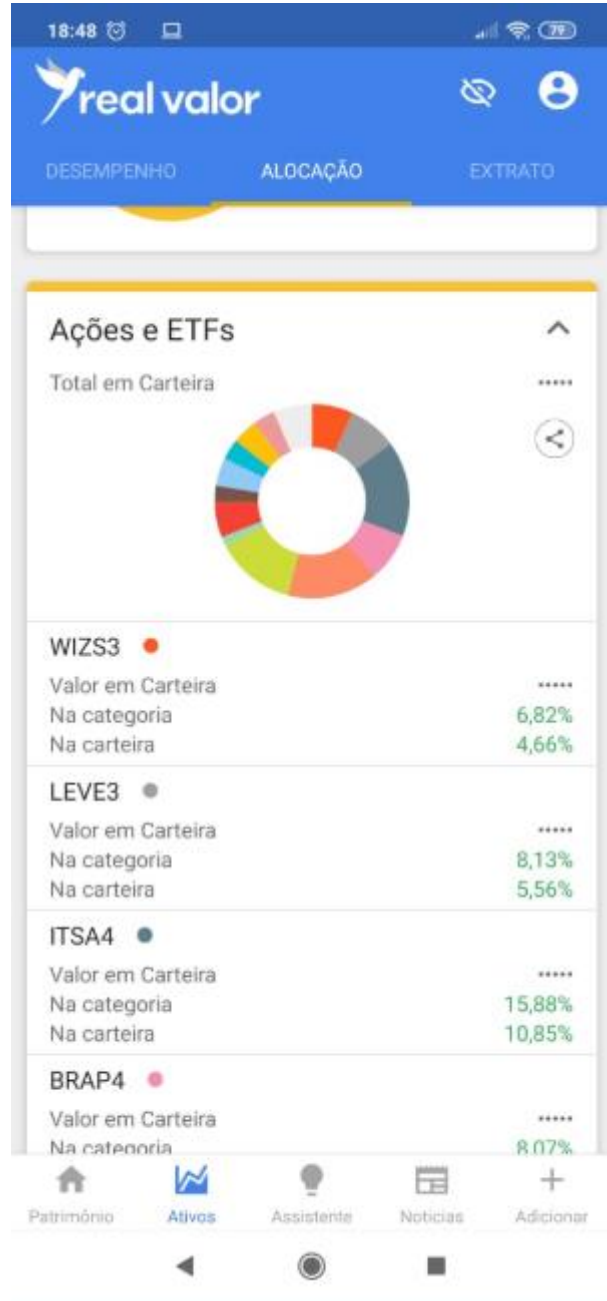 18:48 79
real valor
DESEMPENHO ALOCAÇÃO EXTRATO
Ações e ETFs
Total em Carteira •••••
WIZS3
Valor em Carteira •••••
Na categoria 6,82%
Na carteira 4,66%
LEVE3
Valor em Carteira •••••
Na categoria 8,13%
Na carteira 5,56%
ITSA4
Valor em Carteira •••••
Na categoria 15,88%
Na carteira 10,85%
BRAP4
Valor em Carteira •••••
Na categoria 8,07%
Patrimônio Ativos Assistente Noticias Adicionar